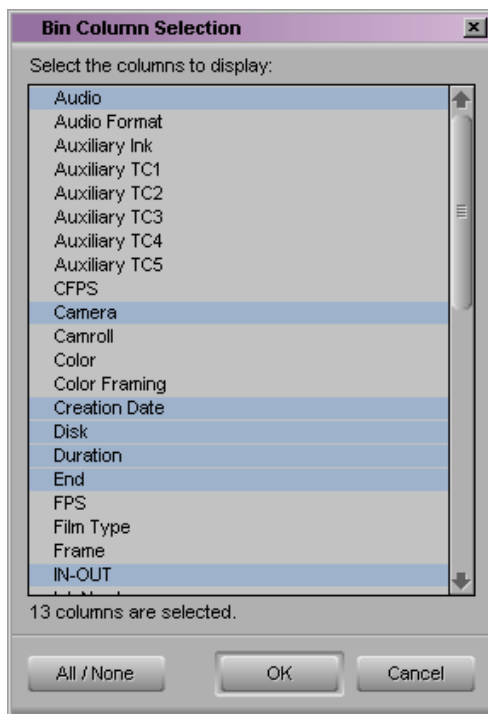 Bin Column Selection
Select the columns to display:
Audio
Audio Format
Auxiliary Ink
Auxiliary TC1
Auxiliary TC2
Auxiliary TC3
Auxiliary TC4
Auxiliary TC5
CFPS
Camera
Camroll
Color
Color Framing
Creation Date
Disk
Duration
End
FPS
Film Type
Frame
IN-OUT
13 columns are selected.
All / None
OK
Cancel